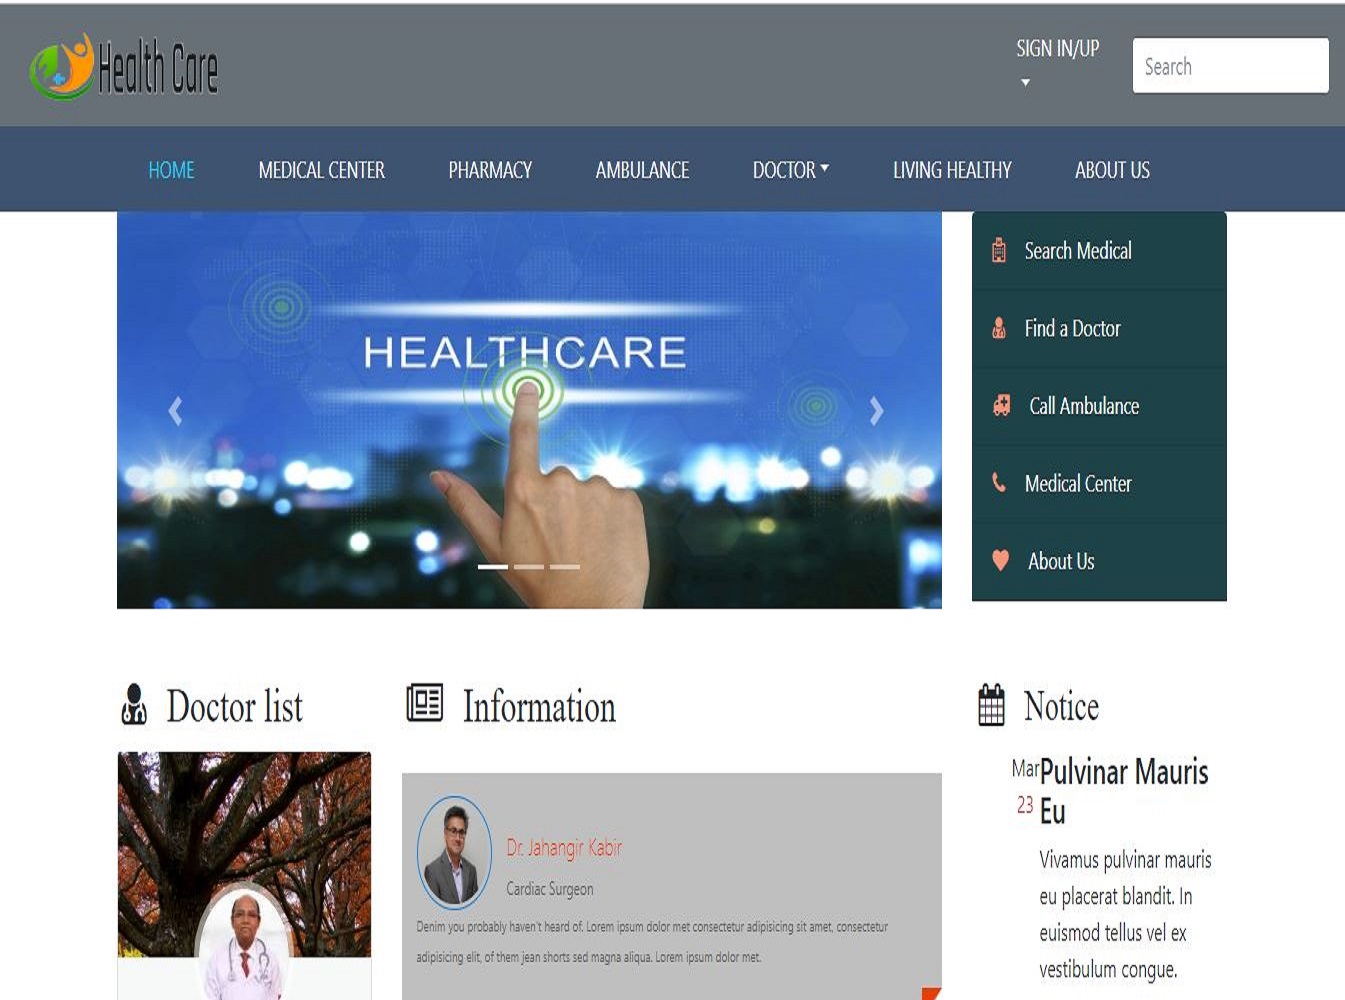 Health Care
SIGN IN/UP
Search
HOME
MEDICAL CENTER
PHARMACY
AMBULANCE
DOCTOR
LIVING HEALTHY
ABOUT US
HEALTHCARE
Search Medical
Find a Doctor
Call Ambulance
Medical Center
About Us
Doctor list
Information
Dr. Jahangir Kabir
Cardiac Surgeon
Denim you probably haven't heard of. Lorem ipsum dolor met consectetur adipisicing sit amet, consectetur
adipisicing elit, of them jean shorts sed magna aliqua. Lorem ipsum dolor met.
Notice
Mar
23
Pulvinar Mauris
Eu
Vivamus pulvinar mauris
eu placerat blandit. In
euismod tellus vel ex
vestibulum congue.